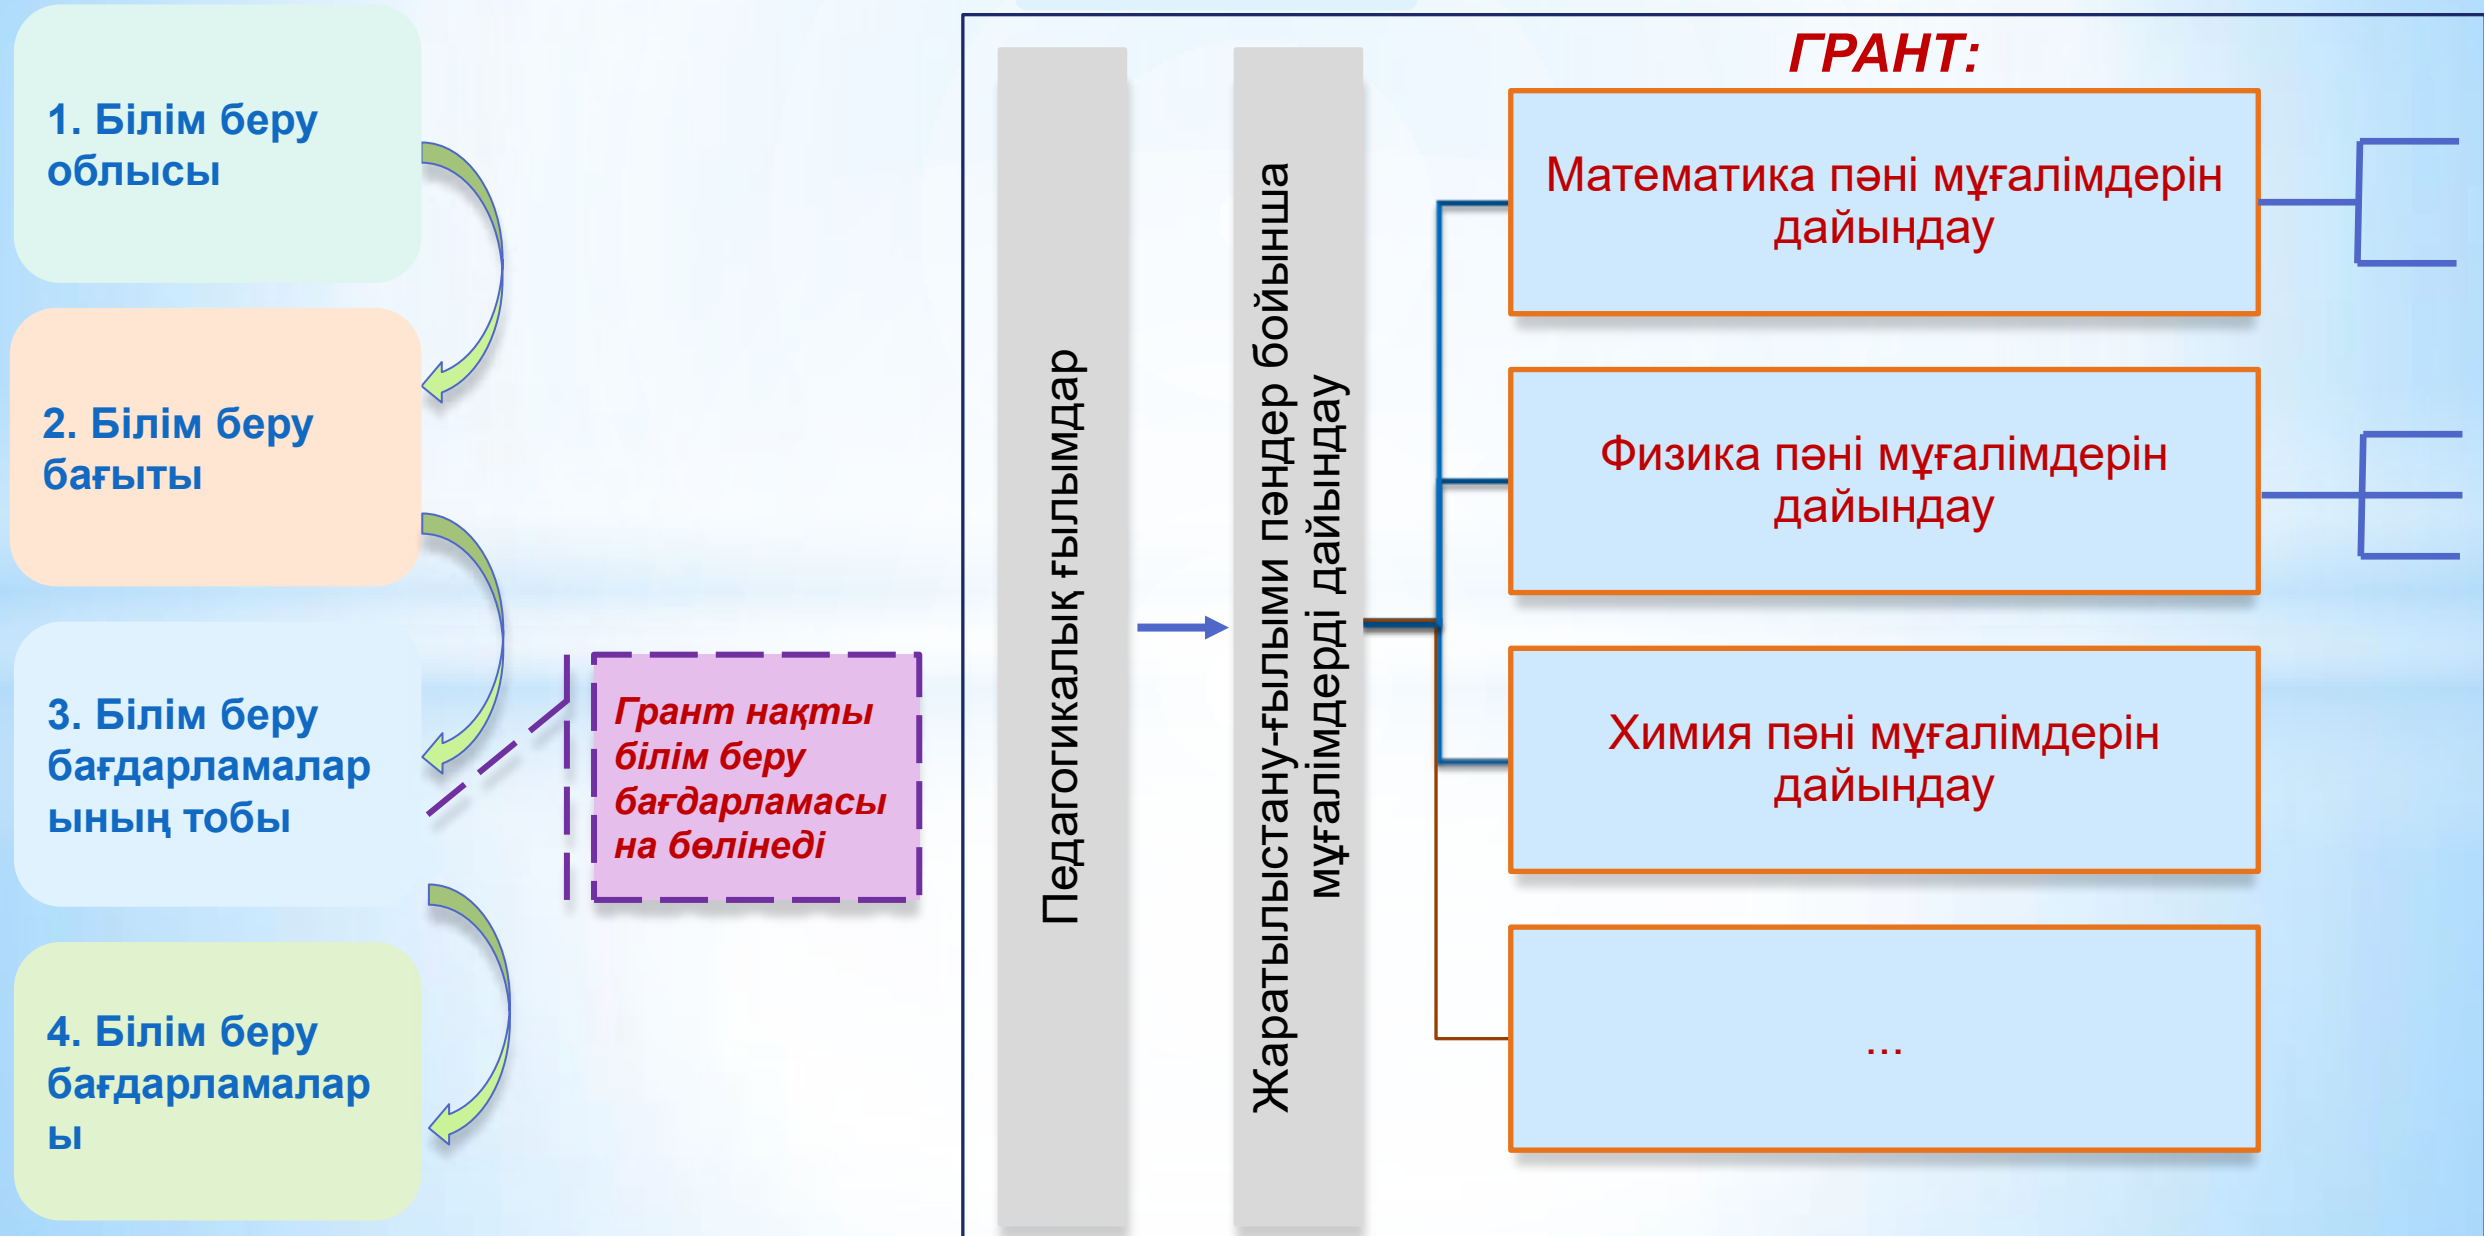 1. Білім беру
облысы
2. Білім беру
бағыты
3. Білім беру
бағдарламалар
ының тобы
4. Білім беру
бағдарламалар
ы
Грант нақты
білім беру
бағдарламасы
на бөлінеді
Педагогикалық ғылымдар
Жаратылыстану-ғылыми пәндер бойынша
мұғалімдерді дайындау
ГРАНТ:
Математика пәні мұғалімдерін
дайындау
Физика пәні мұғалімдерін
дайындау
Химия пәні мұғалімдерін
дайындау
...